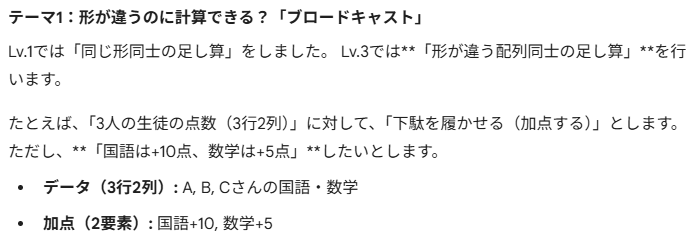 テーマ1：形が違うのに計算できる？「ブロードキャスト」
Lv.1では「同じ形同士の足し算」をしました。 Lv.3では**「形が違う配列同士の足し算」**を行
います。
たとえば、「3人の生徒の点数（3行2列）」に対して、「下駄を履かせる（加点する）」とします。
ただし、**「国語は+10点、数学は+5点」**したいとします。
• データ（3行2列）: A, B, Cさんの国語・数学
• 加点（2要素）: 国語+10, 数学+5